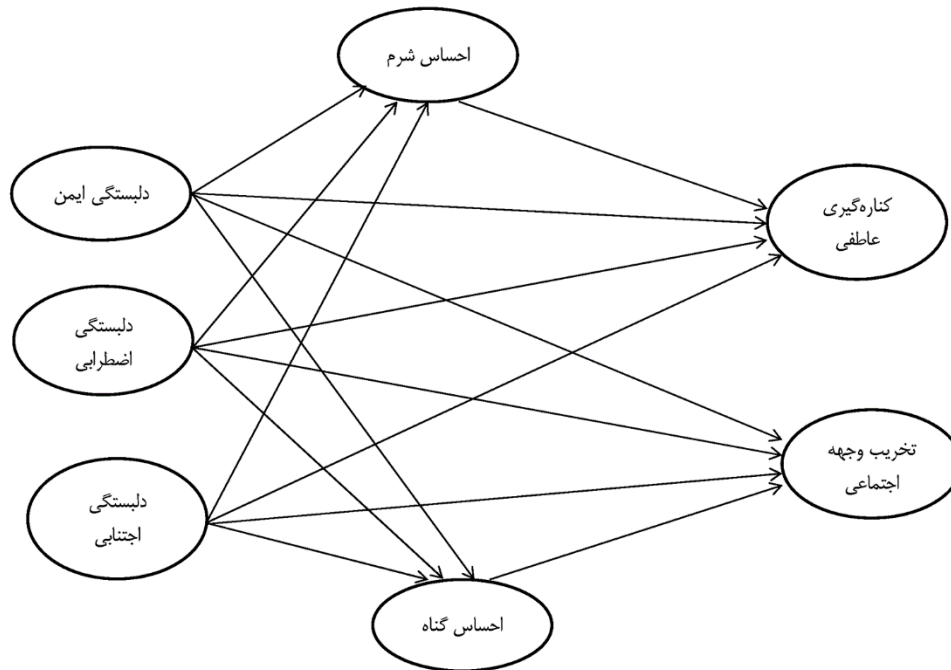 احساس شرم
دلبستگی ایمن
کناره‌گیری
عاطفی
دلبستگی
اضطرابی
تخریب وجهه
اجتماعی
دلبستگی
اجتنابی
احساس گناه